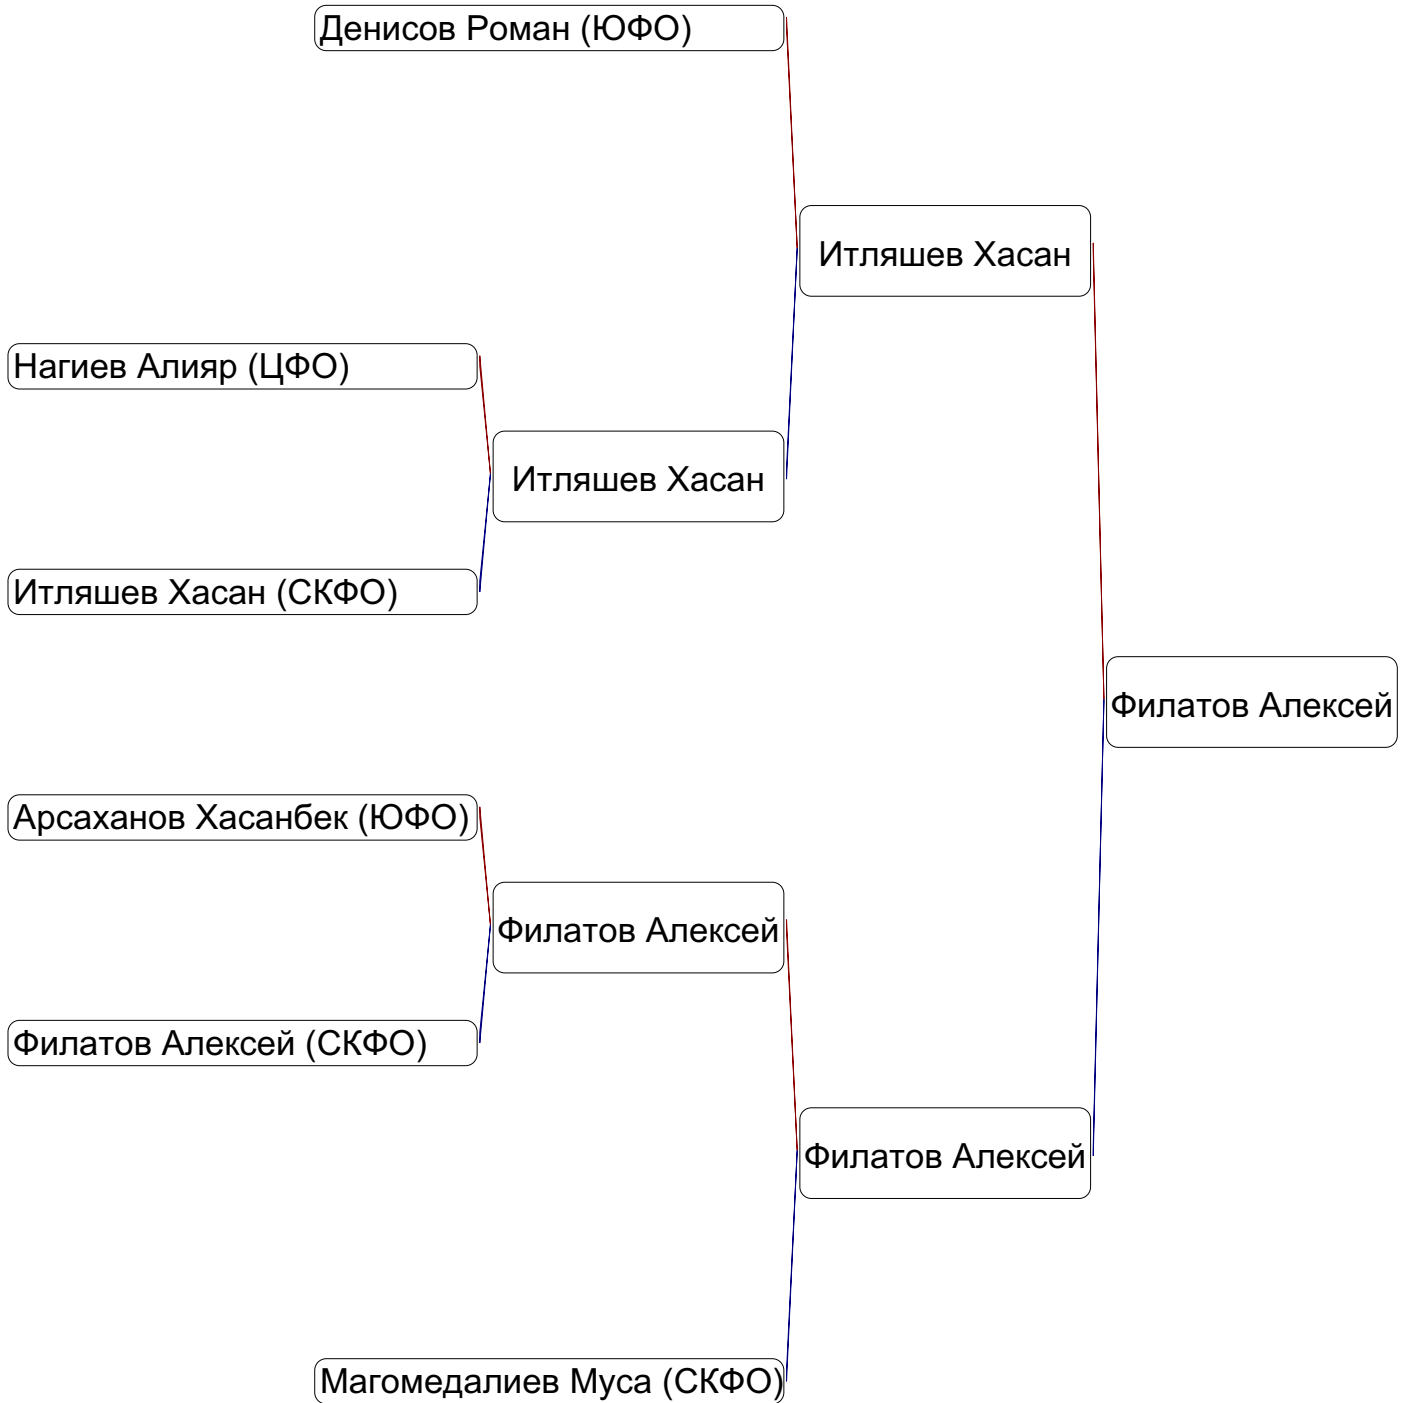 Денисов Роман (ЮФО)
Итляшев Хасан
Нагиев Алияр (ЦФО)
Итляшев Хасан
Итляшев Хасан (СКФО)
Филатов Алексей
Арсаханов Хасанбек (ЮФО)
Филатов Алексей
Филатов Алексей (СКФО)
Филатов Алексей
Магомедалиев Муса (СКФО)